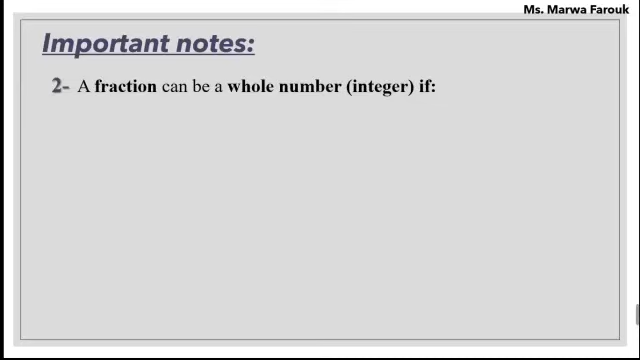 Ms. Marwa Farouk
Important notes:
2- A fraction can be a whole number (integer) if: